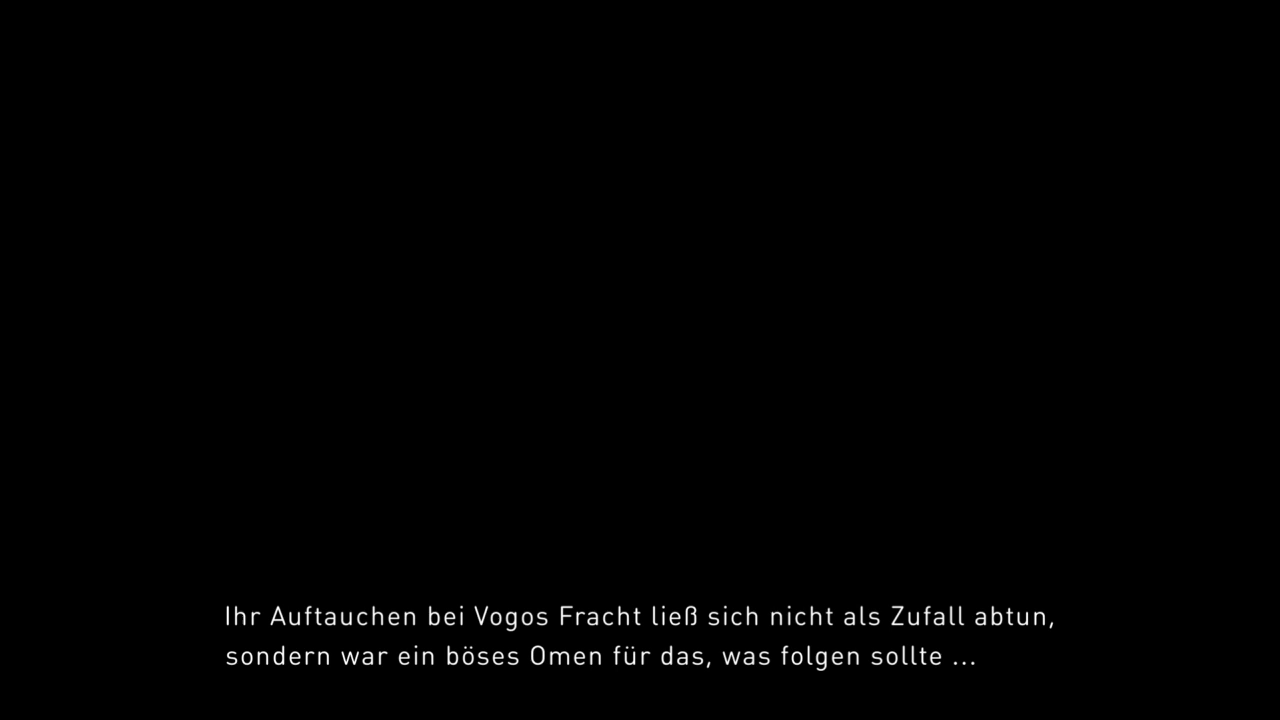 Ihr Auftauchen bei Vogos Fracht ließ sich nicht als Zufall abtun,
sondern war ein böses Omen für das, was folgen sollte ...